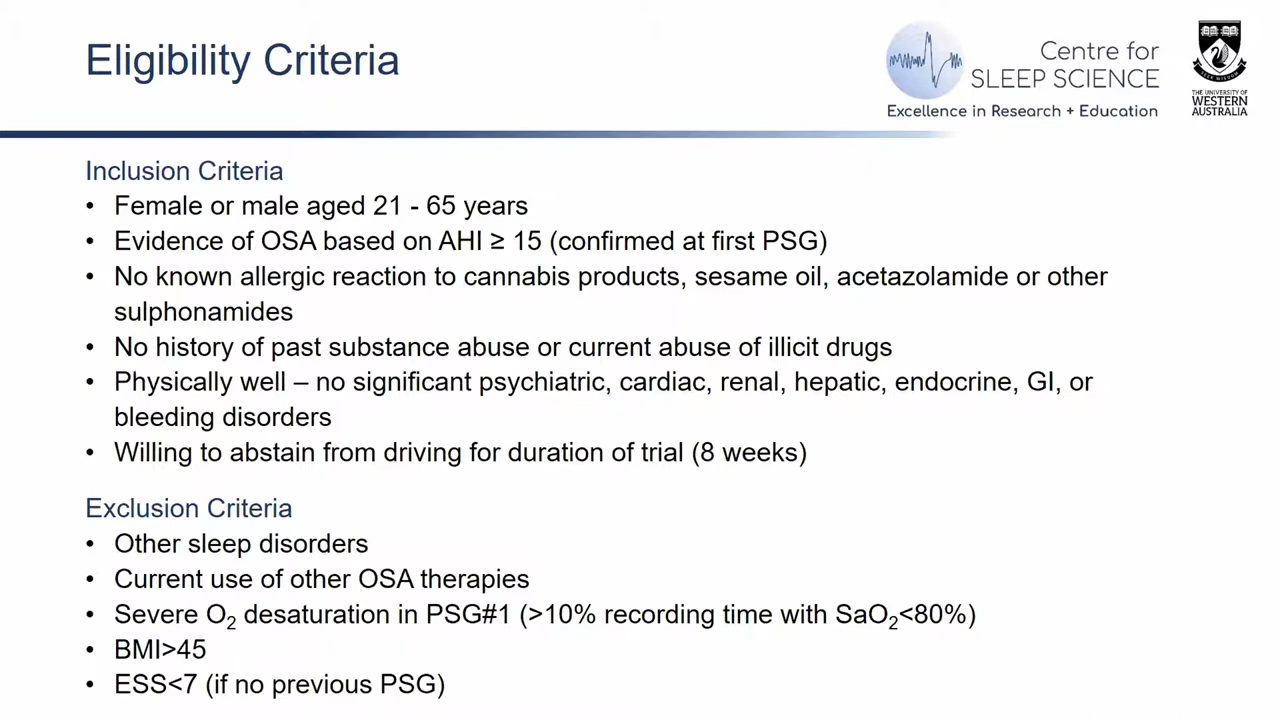 Eligibility Criteria
Centre for
SLEEP SCIENCE
Excellence in Research + Education
THE UNIVERSITY OF
WESTERN
AUSTRALIA
Inclusion Criteria
• Female or male aged 21 - 65 years
• Evidence of OSA based on AHI ≥ 15 (confirmed at first PSG)
• No known allergic reaction to cannabis products, sesame oil, acetazolamide or other
sulphonamides
• No history of past substance abuse or current abuse of illicit drugs
• Physically well – no significant psychiatric, cardiac, renal, hepatic, endocrine, GI, or
bleeding disorders
• Willing to abstain from driving for duration of trial (8 weeks)
Exclusion Criteria
• Other sleep disorders
• Current use of other OSA therapies
• Severe O₂ desaturation in PSG#1 (>10% recording time with SaO₂<80%)
• BMI>45
• ESS<7 (if no previous PSG)